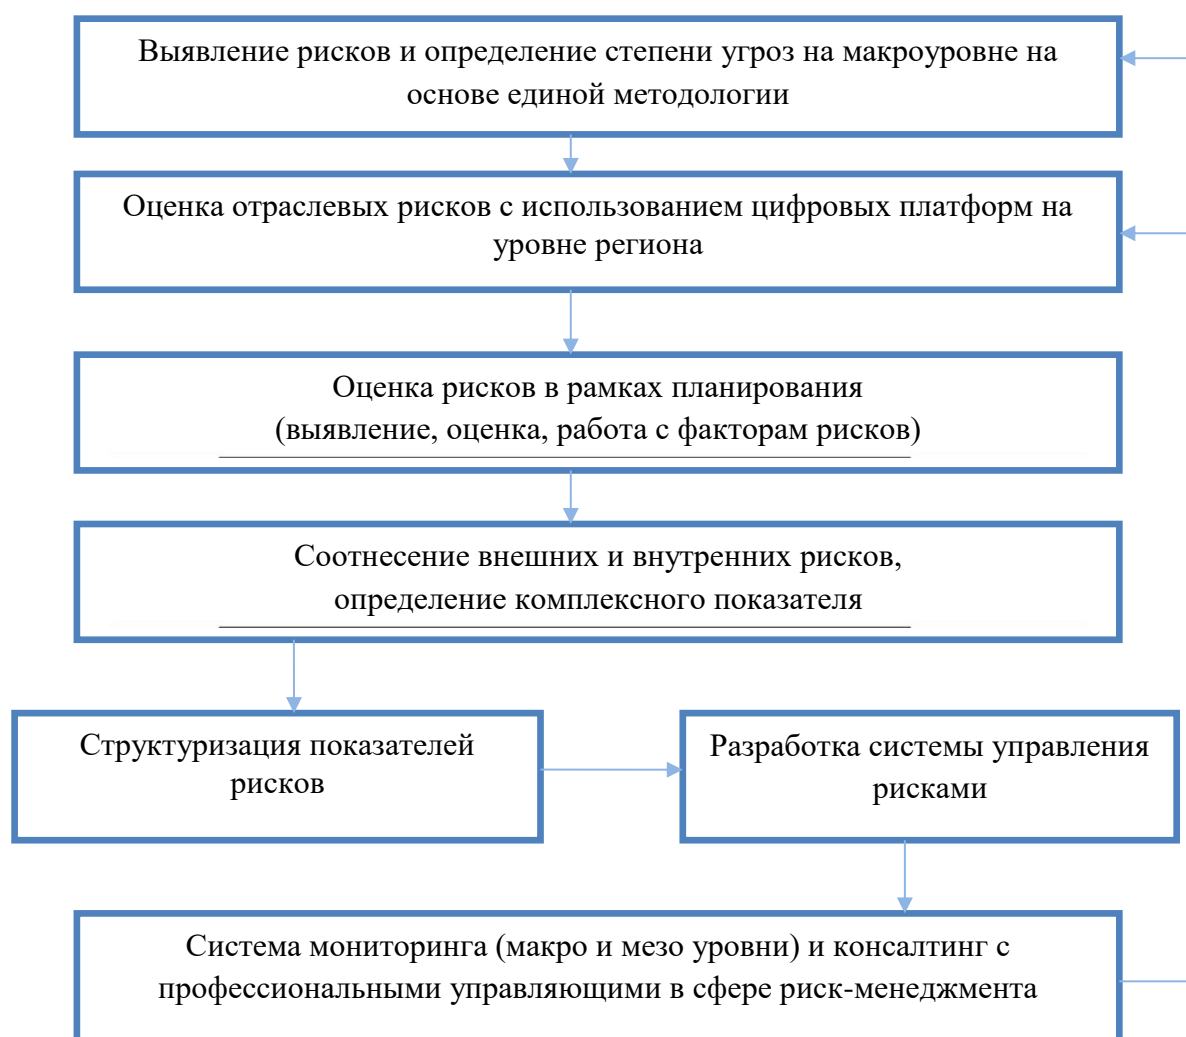 Выявление рисков и определение степени угроз на макроуровне на
основе единой методологии
Оценка отраслевых рисков с использованием цифровых платформ на
уровне региона
Оценка рисков в рамках планирования
(выявление, оценка, работа с факторам рисков)
Соотнесение внешних и внутренних рисков,
определение комплексного показателя
Структуризация показателей
рисков
Разработка системы управления
рисками
Система мониторинга (макро и мезо уровни) и консалтинг с
профессиональными управляющими в сфере риск-менеджмента